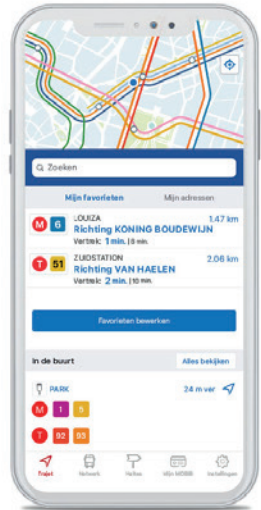 Zoeken
Mijn favorieten
Mijn adressen
M 6 LOUIZA 1.47 km
Richting KONING BOUDEWIJN
Vertrek: 1 min. | 6 min.
T 51 ZUIDSTATION 2.06 km
Richting VAN HAELEN
Vertrek: 2 min. | 10 min.
Favorieten bewerken
In de buurt
Alles bekijken
PARK 24 m ver
M 1 5
T 92 93
Trajet Netwerk Haltes Mijn MOBIB Instellingen